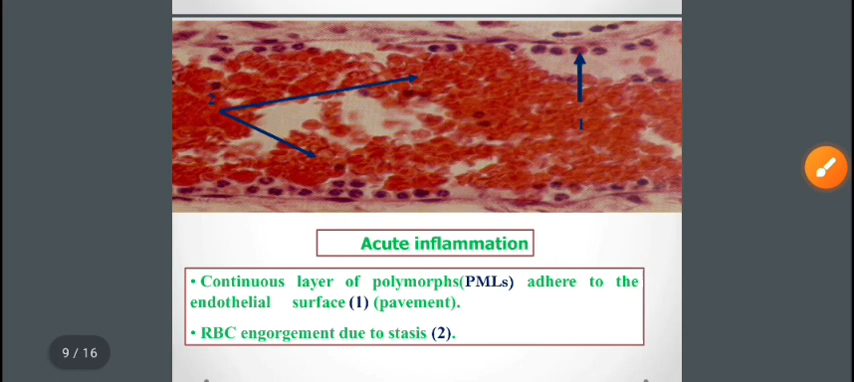 2
1
Acute inflammation
• Continuous layer of polymorphs(PMLs) adhere to the
endothelial surface (1) (pavement).
• RBC engorgement due to stasis (2).
9 / 16